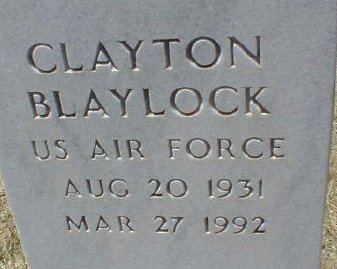 CLAYTON
BLAYLOCK
US AIR FORCE
AUG 20 1931
MAR 27 1992